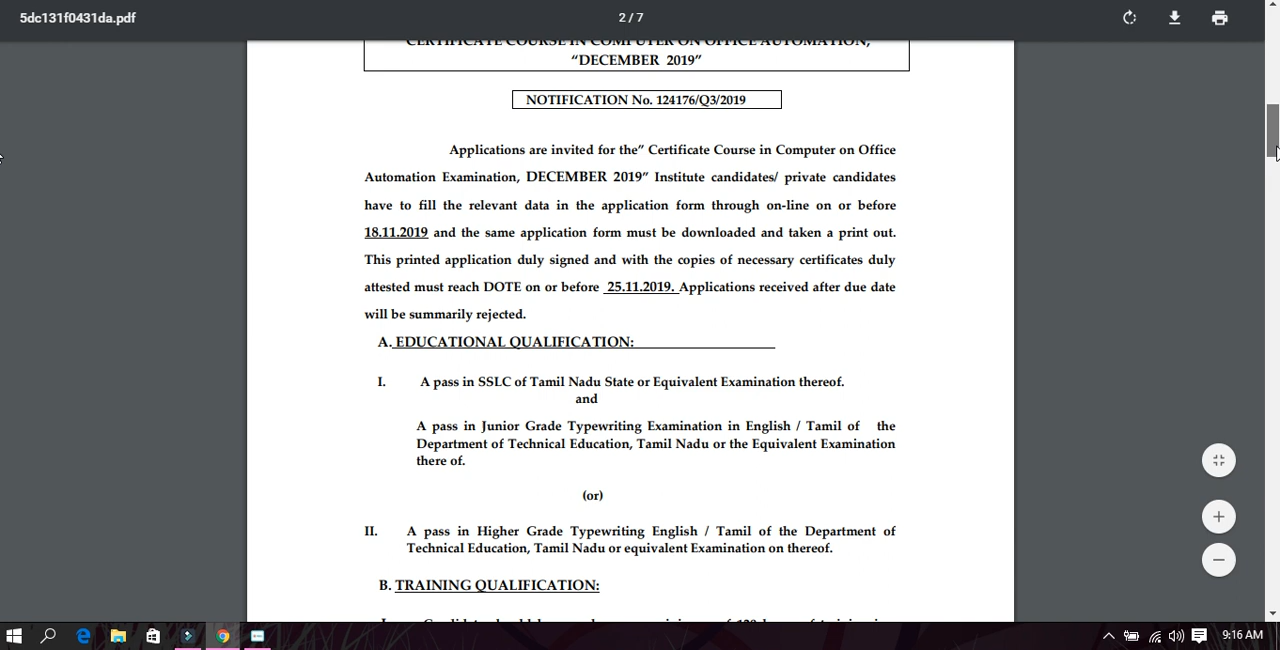 5dc131f0431da.pdf
2 / 7
CERTIFICATE COURSE IN COMPUTER ON OFFICE AUTOMATION,
“DECEMBER 2019”
NOTIFICATION No. 124176/Q3/2019
Applications are invited for the” Certificate Course in Computer on Office
Automation Examination, DECEMBER 2019” Institute candidates/ private candidates
have to fill the relevant data in the application form through on-line on or before
18.11.2019 and the same application form must be downloaded and taken a print out.
This printed application duly signed and with the copies of necessary certificates duly
attested must reach DOTE on or before 25.11.2019. Applications received after due date
will be summarily rejected.
A. EDUCATIONAL QUALIFICATION:
I. A pass in SSLC of Tamil Nadu State or Equivalent Examination thereof.
and
A pass in Junior Grade Typewriting Examination in English / Tamil of the
Department of Technical Education, Tamil Nadu or the Equivalent Examination
there of.
(or)
II. A pass in Higher Grade Typewriting English / Tamil of the Department of
Technical Education, Tamil Nadu or equivalent Examination on thereof.
B. TRAINING QUALIFICATION:
9:16 AM